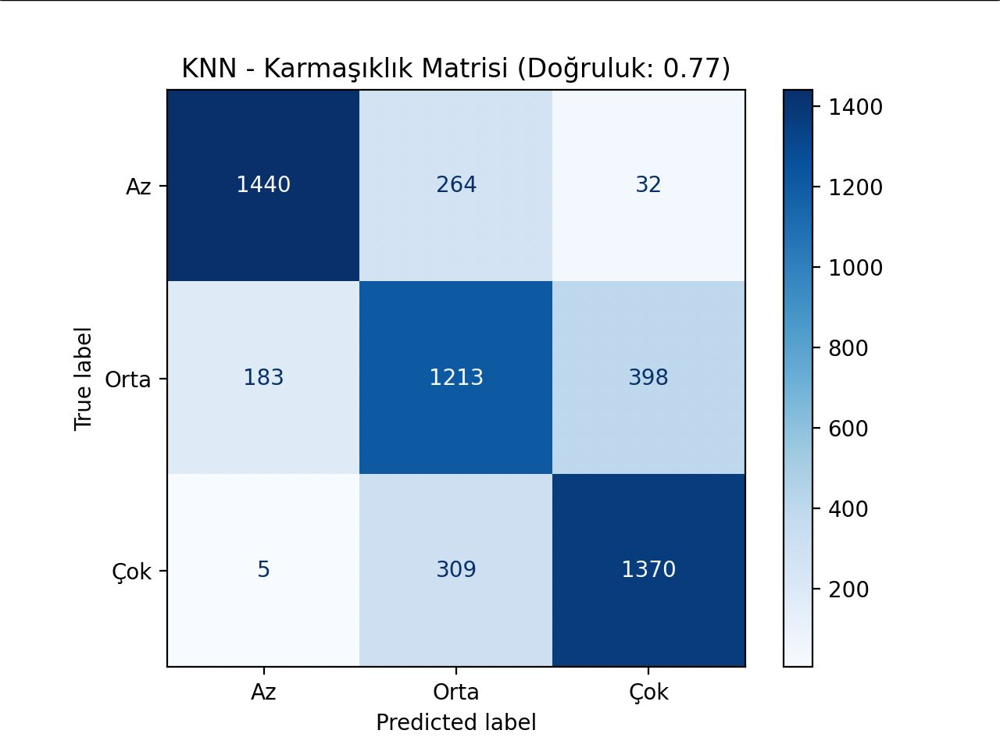 KNN - Karmaşıklık Matrisi (Doğruluk: 0.77)
Az 1440 264 32
Orta 183 1213 398
Çok 5 309 1370
Az Orta Çok
True label
Predicted label
1400
1200
1000
800
600
400
200